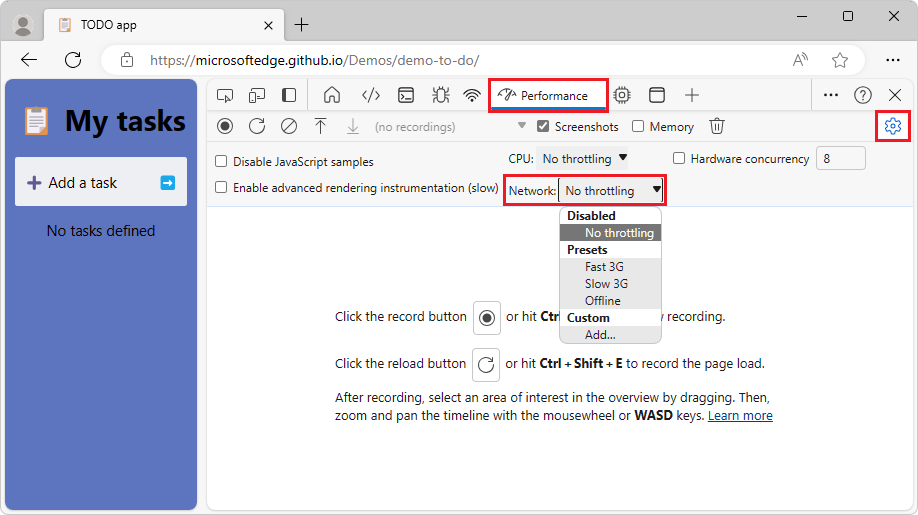 TODO app
https://microsoftedge.github.io/Demos/demo-to-do/
A
My tasks
Add a task
No tasks defined
Performance
(no recordings)
Screenshots
Memory
Disable JavaScript samples
CPU: No throttling
Hardware concurrency
8
Enable advanced rendering instrumentation (slow)
Network: No throttling
Disabled
No throttling
Presets
Fast 3G
Slow 3G
Offline
Custom
Add...
Click the record button or hit Ctr recording.
Click the reload button or hit Ctrl + Shift + E to record the page load.
After recording, select an area of interest in the overview by dragging. Then,
zoom and pan the timeline with the mousewheel or WASD keys. Learn more